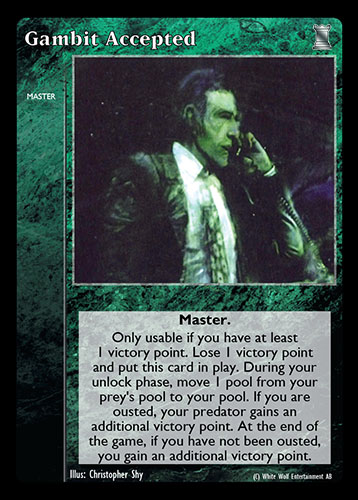 Gambit Accepted
MASTER
Master.
Only usable if you have at least
1 victory point. Lose 1 victory point
and put this card in play. During your
unlock phase, move 1 pool from your
prey's pool to your pool. If you are
ousted, your predator gains an
additional victory point. At the end of
the game, if you have not been ousted,
you gain an additional victory point.
Illus: Christopher Shy
(C) White Wolf Entertainment AB